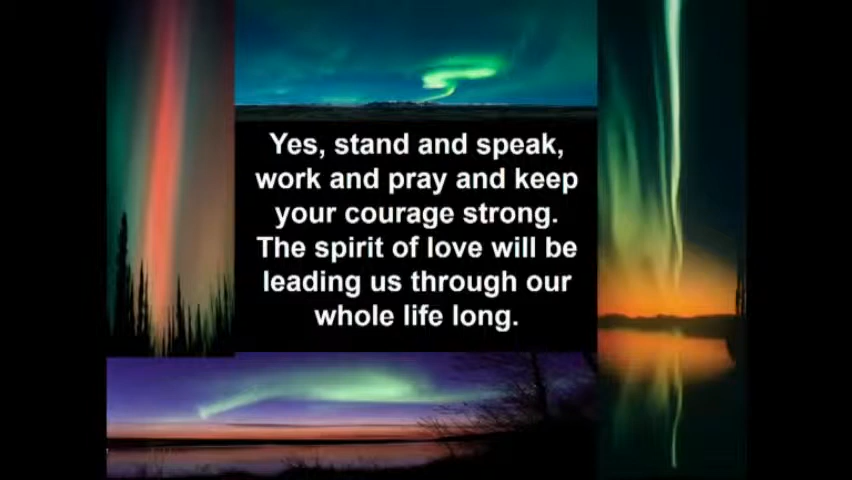 Yes, stand and speak,
work and pray and keep
your courage strong.
The spirit of love will be
leading us through our
whole life long.